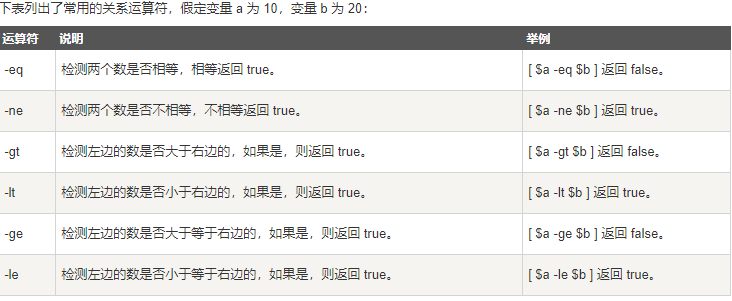 下表列出了常用的关系运算符，假定变量 a 为 10，变量 b 为 20：
运算符 说明 举例
-eq 检测两个数是否相等，相等返回 true。 [ $a -eq $b ] 返回 false。
-ne 检测两个数是否不相等，不相等返回 true。 [ $a -ne $b ] 返回 true。
-gt 检测左边的数是否大于右边的，如果是，则返回 true。 [ $a -gt $b ] 返回 false。
-lt 检测左边的数是否小于右边的，如果是，则返回 true。 [ $a -lt $b ] 返回 true。
-ge 检测左边的数是否大于等于右边的，如果是，则返回 true。 [ $a -ge $b ] 返回 false。
-le 检测左边的数是否小于等于右边的，如果是，则返回 true。 [ $a -le $b ] 返回 true。